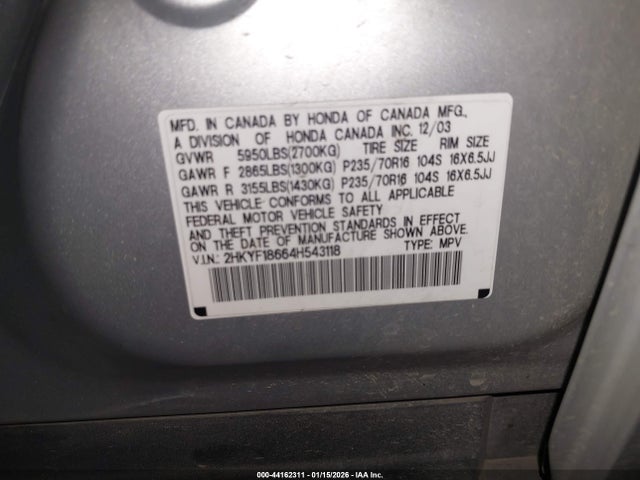 MFD. IN CANADA BY HONDA OF CANADA MFG.,
A DIVISION OF HONDA CANADA INC. 12/03
GVWR 5950LBS(2700KG) TIRE SIZE RIM SIZE
GAWR F 2865LBS(1300KG) P235/70R16 104S 16X6.5JJ
GAWR R 3155LBS(1430KG) P235/70R16 104S 16X6.5JJ
THIS VEHICLE CONFORMS TO ALL APPLICABLE
FEDERAL MOTOR VEHICLE SAFETY
AND THEFT PREVENTION STANDARDS IN EFFECT
ON THE DATE OF MANUFACTURE SHOWN ABOVE.
V.I.N.: 2HKYF18664H543118 TYPE: MPV
000-44162311 - 01/15/2026 - IAA Inc.